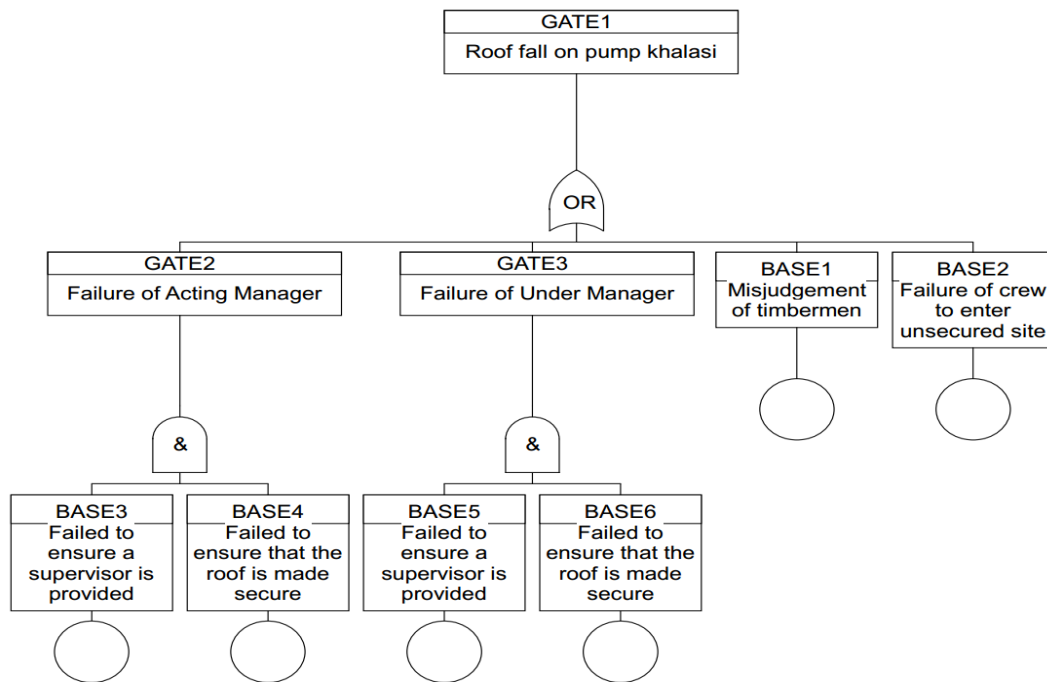 GATE1
Roof fall on pump khalasi
OR
GATE2
Failure of Acting Manager
GATE3
Failure of Under Manager
BASE1
Misjudgement
of timbermen
BASE2
Failure of crew
to enter
unsecured site
&
&
BASE3
Failed to
ensure a
supervisor is
provided
BASE4
Failed to
ensure that the
roof is made
secure
BASE5
Failed to
ensure a
supervisor is
provided
BASE6
Failed to
ensure that the
roof is made
secure